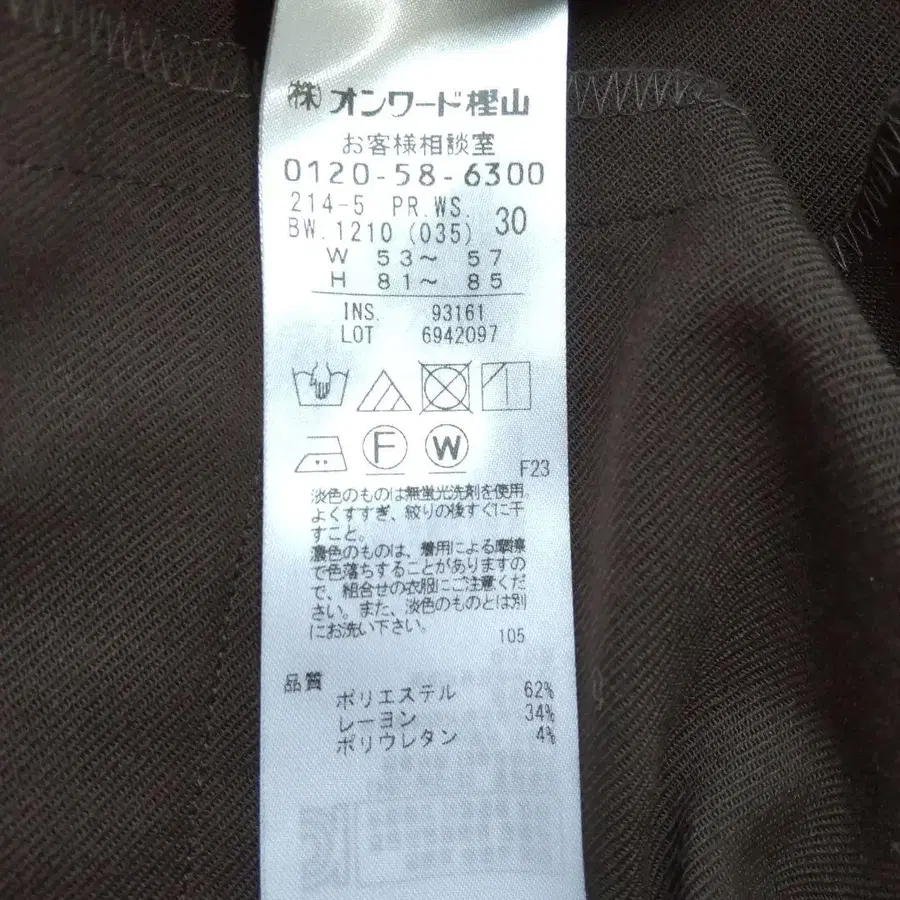 ㈱オンワード樫山
お客様相談室
0120-58-6300
214-5 PR.WS. 30
BW.1210 (035)
W 53～ 57
H 81～ 85
INS. 93161
LOT 6942097
F W
F23
淡色のものは無蛍光洗剤を使用。
よくすすぎ、絞りの後すぐに干
すこと。
濃色のものは、着用による摩擦
で色落ちすることがありますの
で、組合せの衣服にご注意くだ
さい。また、淡色のものとは別
にお洗い下さい。
105
品質
ポリエステル 62%
レーヨン 34%
ポリウレタン 4%